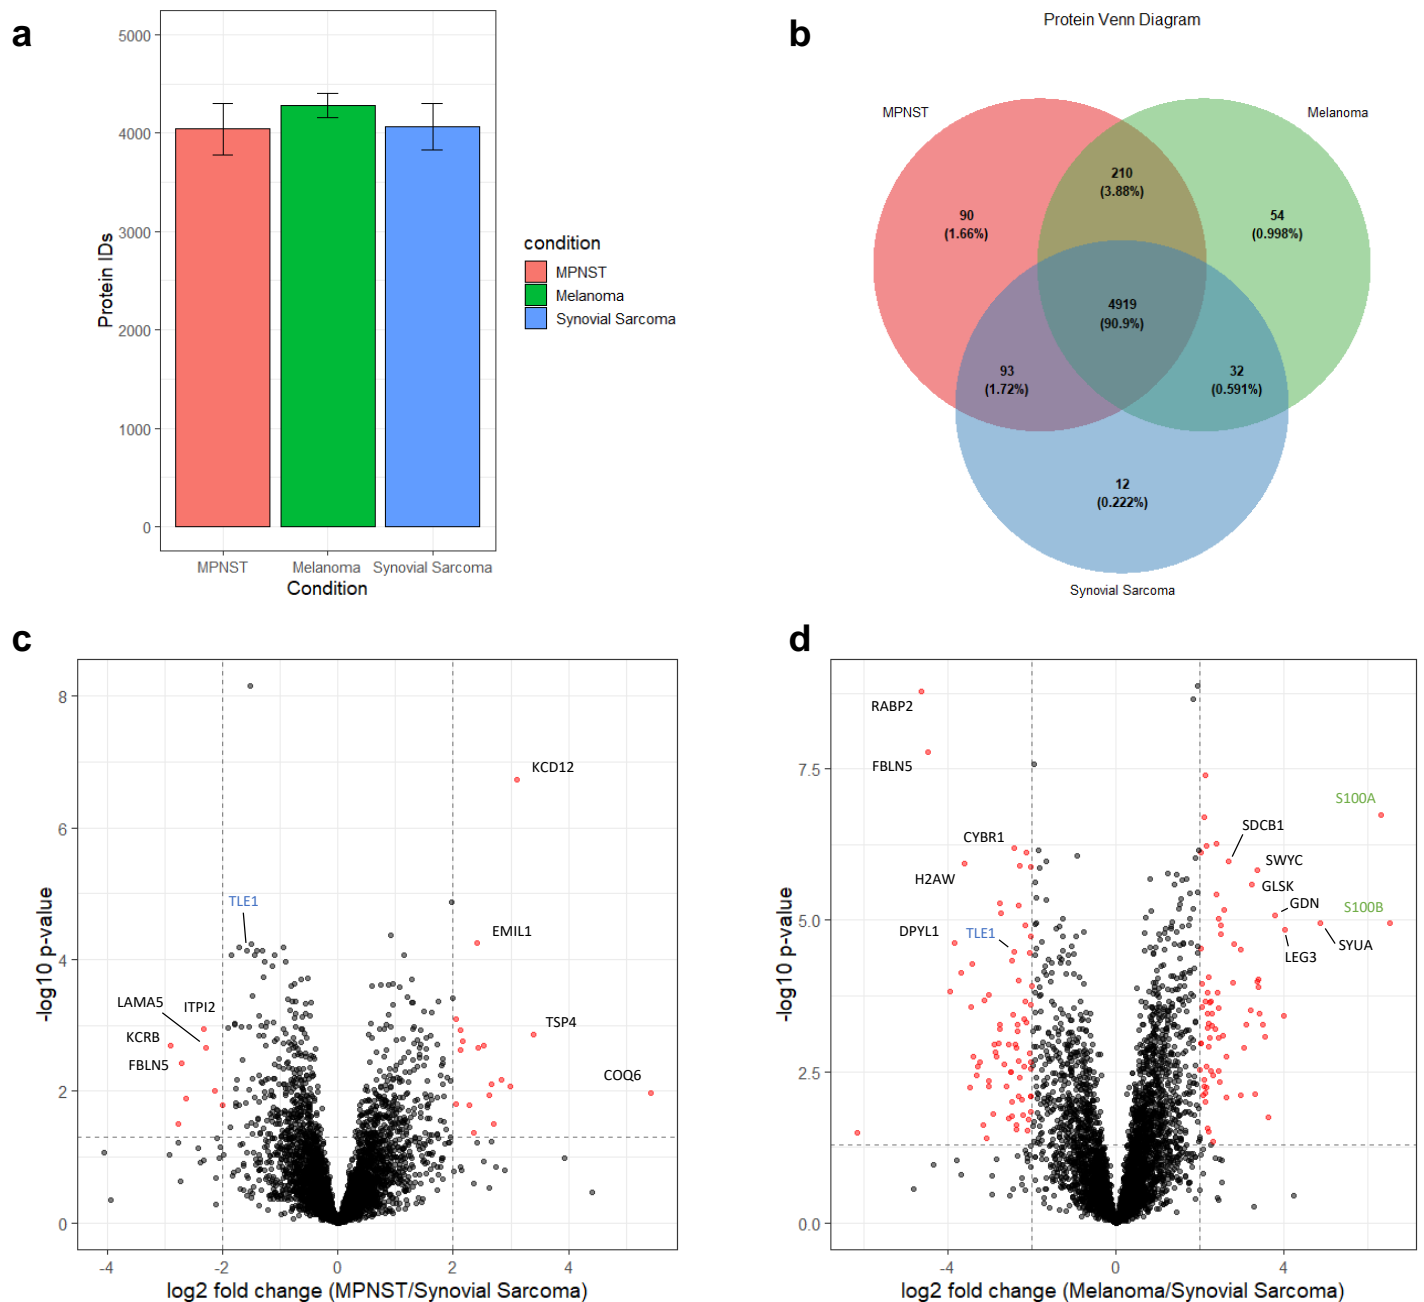 a
5000
4000
3000
2000
1000
0
Protein IDs
MPNST
Melanoma
Synovial Sarcoma
Condition
condition
MPNST
Melanoma
Synovial Sarcoma
b
Protein Venn Diagram
MPNST
Melanoma
210
(3.88%)
90
(1.66%)
54
(0.998%)
4919
(90.9%)
93
(1.72%)
32
(0.591%)
12
(0.222%)
Synovial Sarcoma
c
8
6
4
2
0
-log10 p-value
KCD12
TLE1
EMIL1
LAMA5
ITPI2
KCRB
FBLN5
TSP4
COQ6
-4
-2
0
2
4
log2 fold change (MPNST/Synovial Sarcoma)
d
7.5
5.0
2.5
0.0
-log10 p-value
RABP2
FBLN5
CYBR1
H2AW
DPYL1
TLE1
S100A
SDCB1
SWYC
GLSK
GDN
S100B
SYUA
LEG3
-4
0
4
log2 fold change (Melanoma/Synovial Sarcoma)